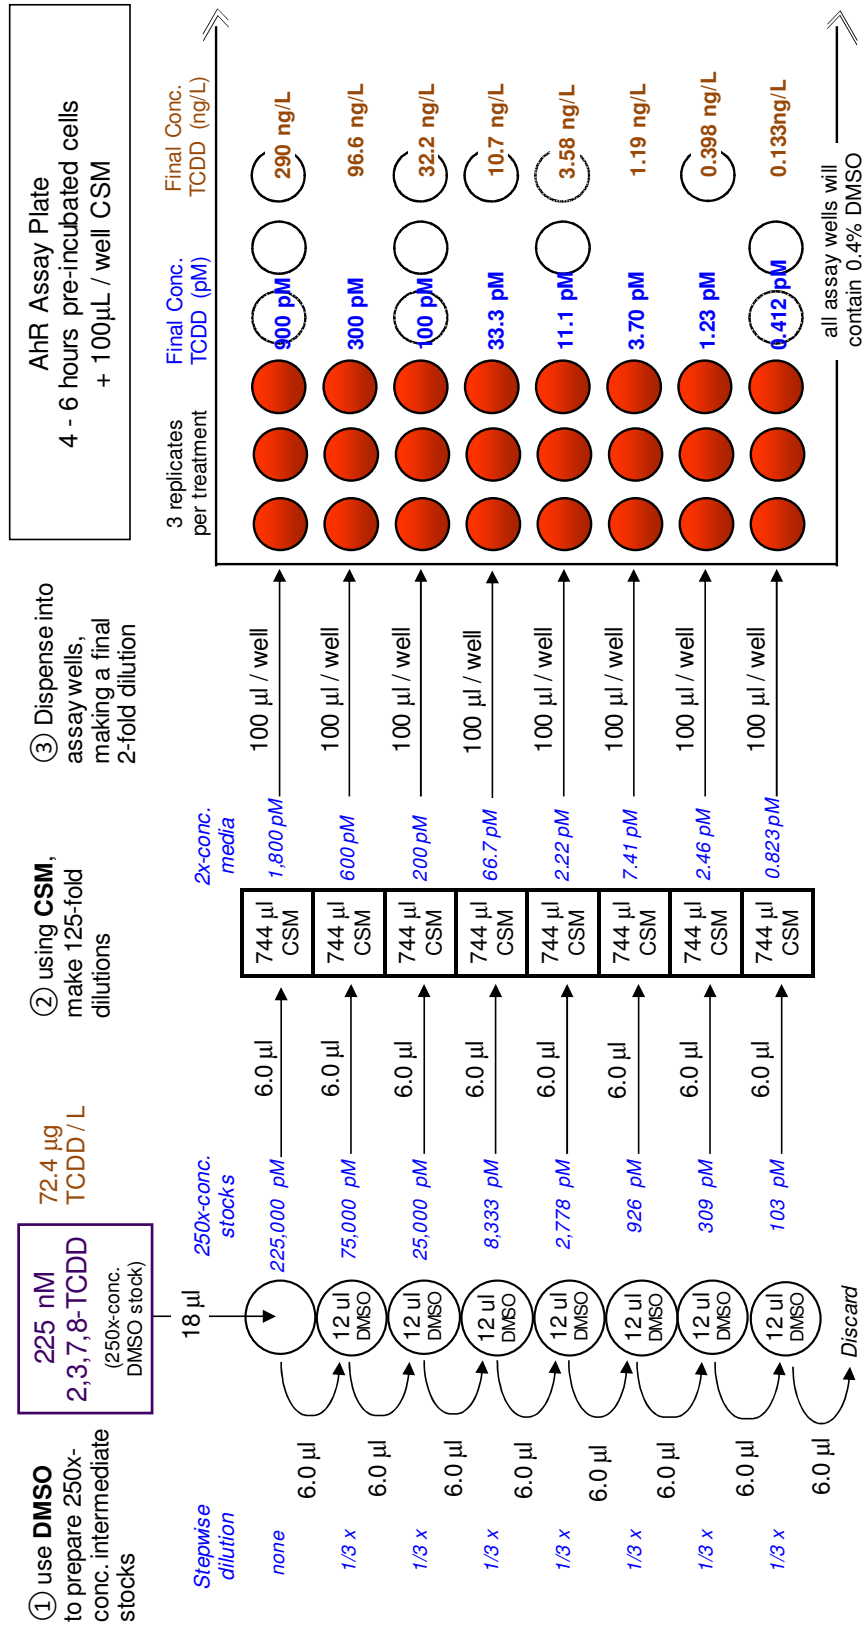 ① use DMSO
to prepare 250x-
conc. intermediate
stocks
225 nM
2,3,7,8-TCDD
(250x-conc.
DMSO stock)
72.4 µg
TCDD / L
② using CSM,
make 125-fold
dilutions
③ Dispense into
assay wells,
making a final
2-fold dilution
AhR Assay Plate
4 - 6 hours pre-incubated cells
+ 100µL / well CSM
Stepwise
dilution
18 µl
250x-conc.
stocks
2x-conc.
media
3 replicates
per treatment
Final Conc.
TCDD (pM)
Final Conc.
TCDD (ng/L)
none
225,000 pM
6.0 µl
744 µl
CSM
1,800 pM
100 µl / well
900 pM
290 ng/L
6.0 µl
1/3 x
12 ul
DMSO
75,000 pM
6.0 µl
744 µl
CSM
600 pM
100 µl / well
300 pM
96.6 ng/L
6.0 µl
1/3 x
12 ul
DMSO
25,000 pM
6.0 µl
744 µl
CSM
200 pM
100 µl / well
100 pM
32.2 ng/L
6.0 µl
1/3 x
12 ul
DMSO
8,333 pM
6.0 µl
744 µl
CSM
66.7 pM
100 µl / well
33.3 pM
10.7 ng/L
6.0 µl
1/3 x
12 ul
DMSO
2,778 pM
6.0 µl
744 µl
CSM
2.22 pM
100 µl / well
11.1 pM
3.58 ng/L
6.0 µl
1/3 x
12 ul
DMSO
926 pM
6.0 µl
744 µl
CSM
7.41 pM
100 µl / well
3.70 pM
1.19 ng/L
6.0 µl
1/3 x
12 ul
DMSO
309 pM
6.0 µl
744 µl
CSM
2.46 pM
100 µl / well
1.23 pM
0.398 ng/L
6.0 µl
1/3 x
12 ul
DMSO
103 pM
6.0 µl
744 µl
CSM
0.823 pM
100 µl / well
0.412 pM
0.133ng/L
6.0 µl
Discard
all assay wells will
contain 0.4% DMSO